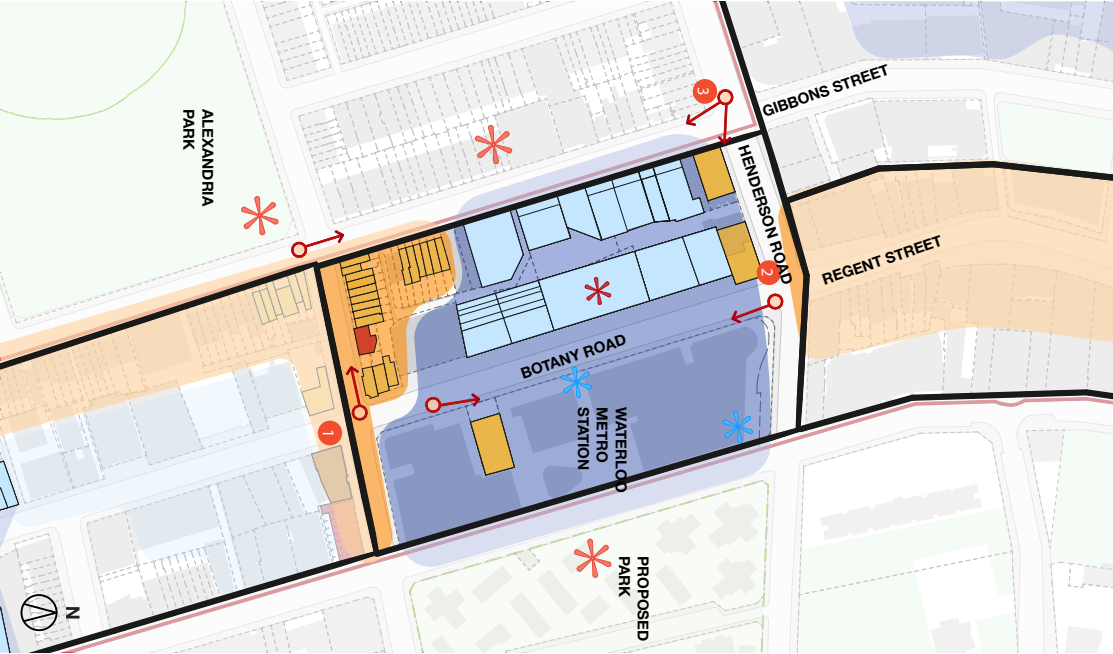 ALEXANDRIA
PARK
3
GIBBONS STREET
HENDERSON ROAD
2
REGENT STREET
BOTANY ROAD
WATERLOO
METRO
STATION
1
PROPOSED
PARK
N